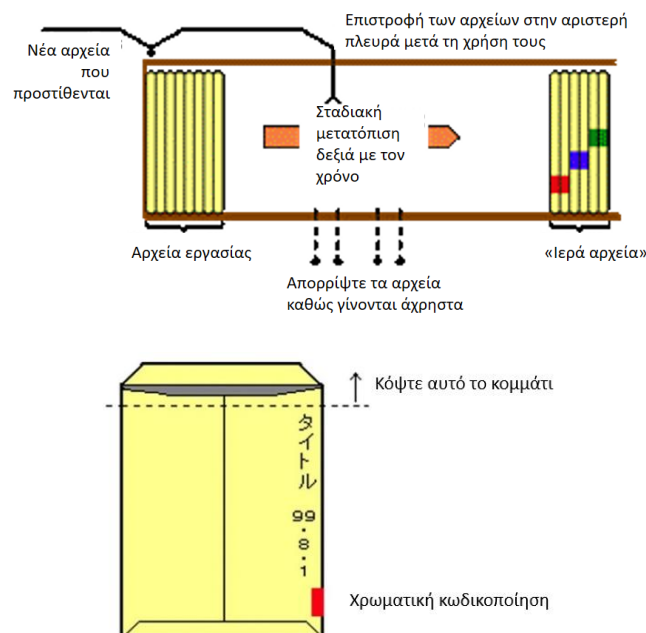 Νέα αρχεία
που
προστίθενται
Επιστροφή των αρχείων στην αριστερή
πλευρά μετά τη χρήση τους
Σταδιακή
μετατόπιση
δεξιά με τον
χρόνο
Αρχεία εργασίας
«Ιερά αρχεία»
Απορρίψτε τα αρχεία
καθώς γίνονται άχρηστα
Κόψτε αυτό το κομμάτι
タイトル 99・8・1
Χρωματική κωδικοποίηση